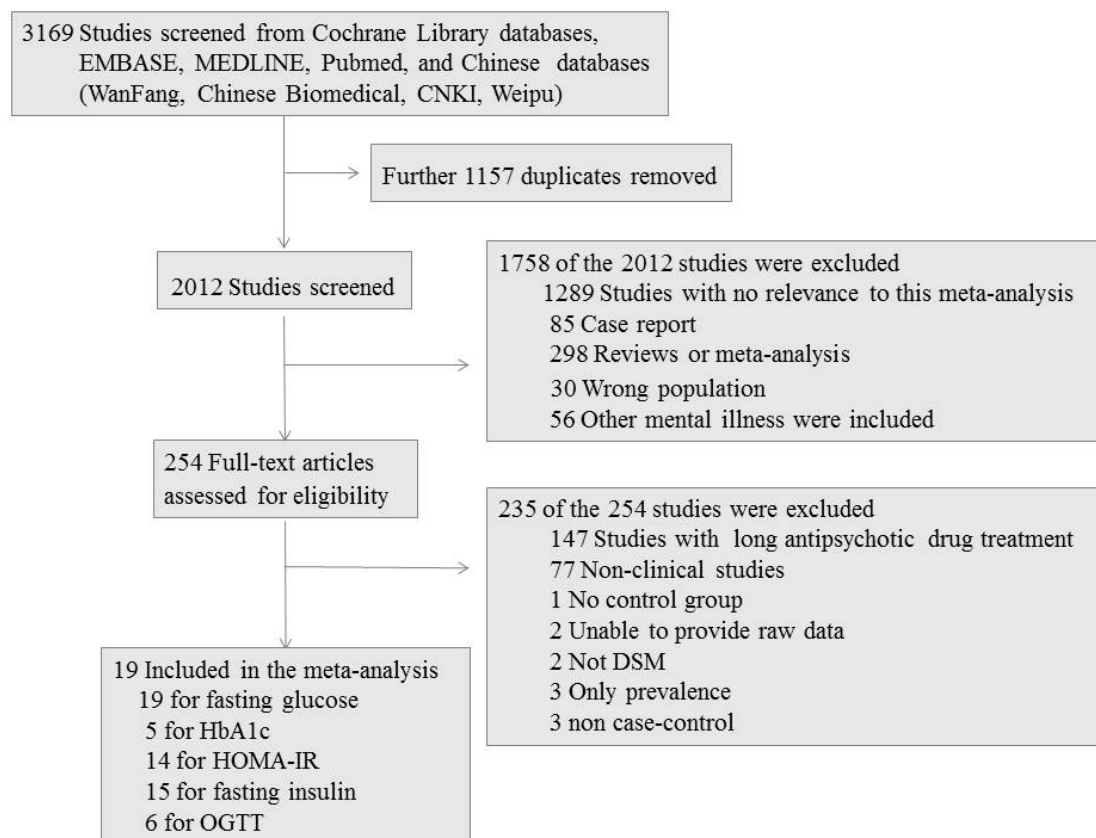 3169 Studies screened from Cochrane Library databases,
EMBASE, MEDLINE, Pubmed, and Chinese databases
(WanFang, Chinese Biomedical, CNKI, Weipu)
Further 1157 duplicates removed
2012 Studies screened
1758 of the 2012 studies were excluded
1289 Studies with no relevance to this meta-analysis
85 Case report
298 Reviews or meta-analysis
30 Wrong population
56 Other mental illness were included
254 Full-text articles
assessed for eligibility
235 of the 254 studies were excluded
147 Studies with long antipsychotic drug treatment
77 Non-clinical studies
1 No control group
2 Unable to provide raw data
2 Not DSM
3 Only prevalence
3 non case-control
19 Included in the meta-analysis
19 for fasting glucose
5 for HbA1c
14 for HOMA-IR
15 for fasting insulin
6 for OGTT